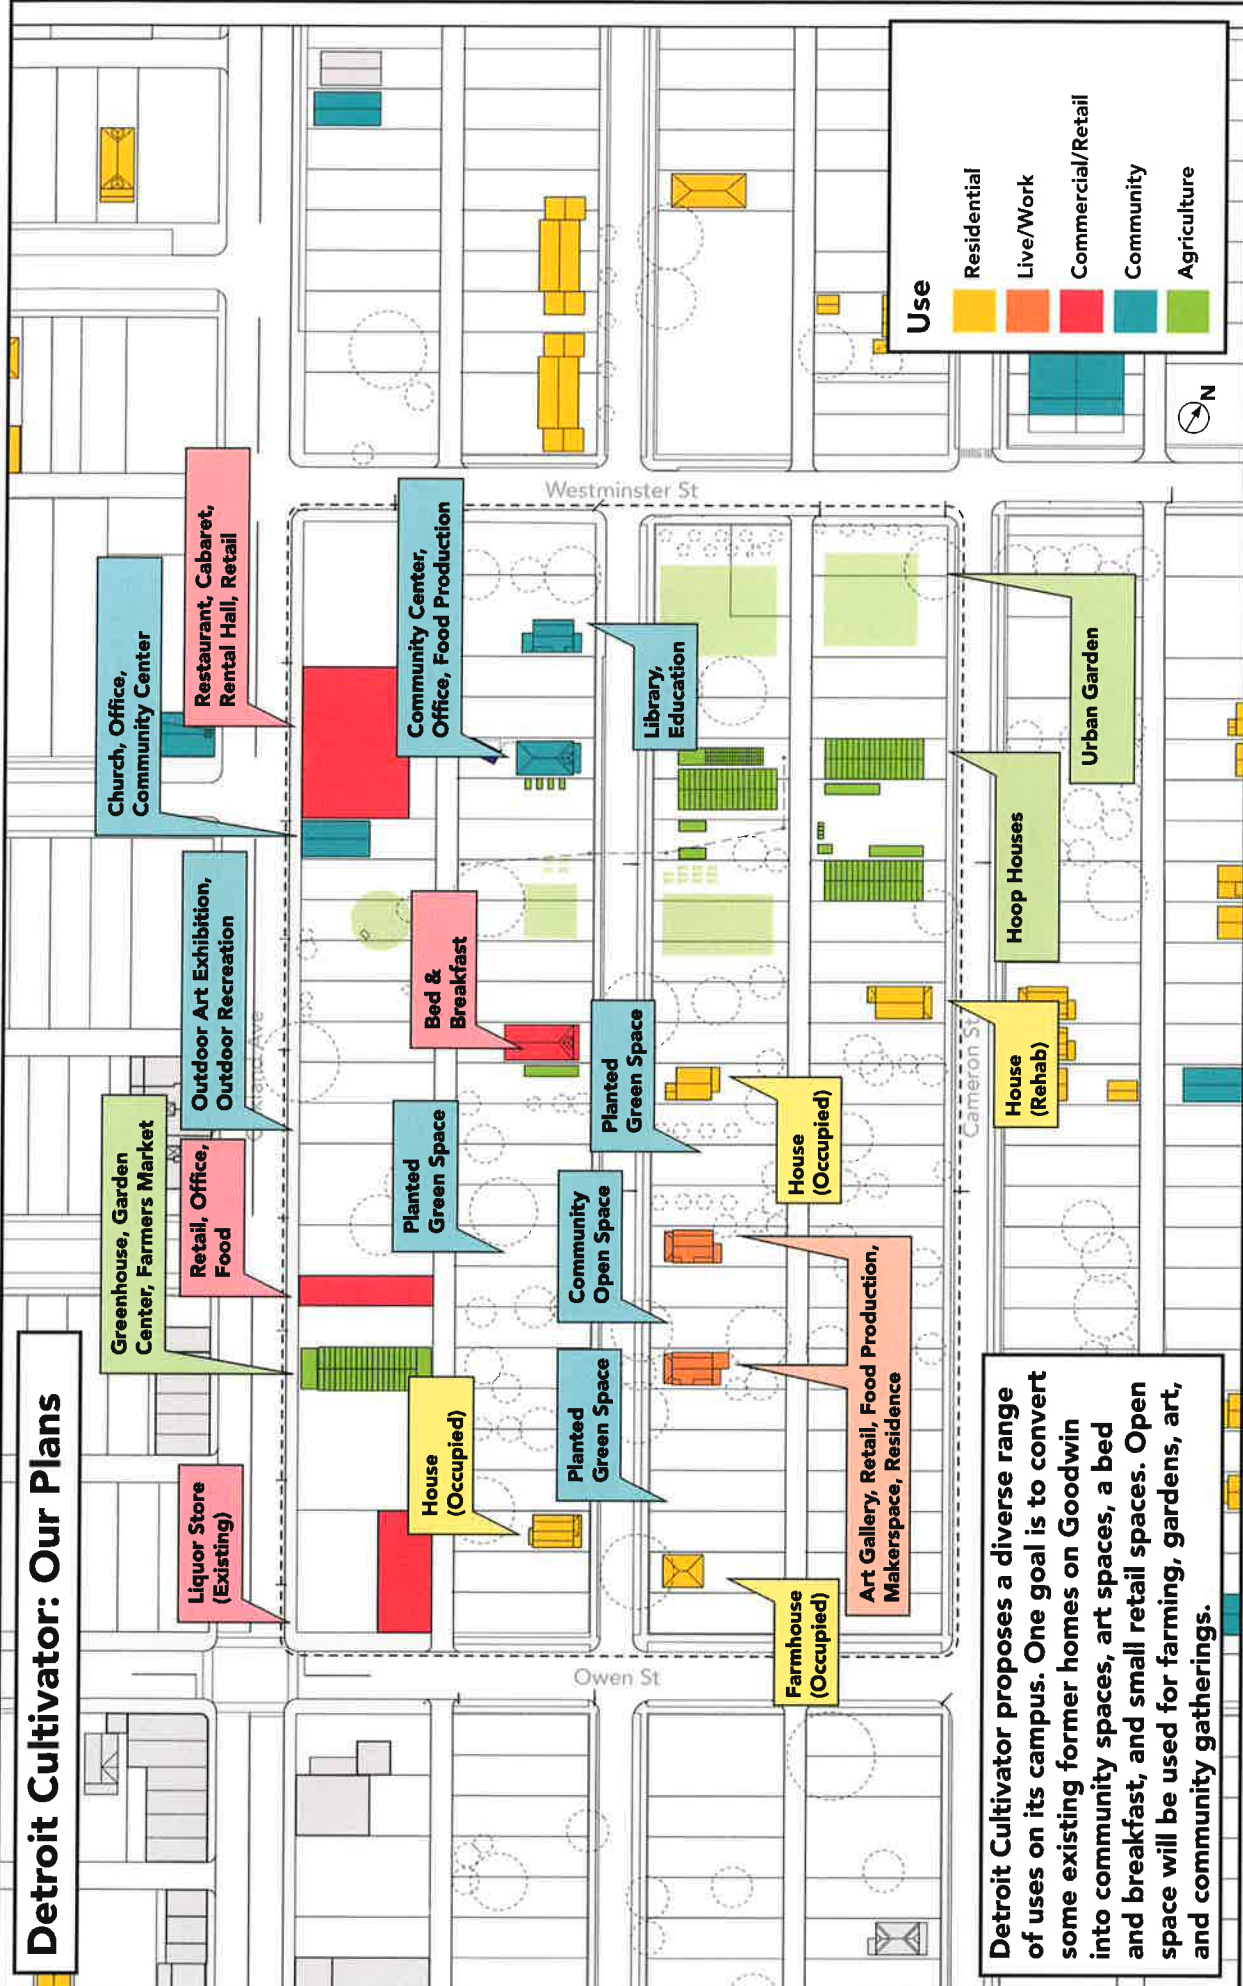 Detroit Cultivator: Our Plans
Liquor Store
(Existing)
Greenhouse, Garden
Center, Farmers Market
Retail, Office,
Food
Outdoor Art Exhibition,
Outdoor Recreation
Church, Office,
Community Center
Restaurant, Cabaret,
Rental Hall, Retail
House
(Occupied)
Planted
Green Space
Bed &
Breakfast
Community Center,
Office, Food Production
Planted
Green Space
Community
Open Space
Planted
Green Space
Library,
Education
Westminster St
Owen St
Farmhouse
(Occupied)
Art Gallery, Retail, Food Production,
Makerspace, Residence
House
(Occupied)
Cameron St
House
(Rehab)
Hoop Houses
Urban Garden
Detroit Cultivator proposes a diverse range
of uses on its campus. One goal is to convert
some existing former homes on Goodwin
into community spaces, art spaces, a bed
and breakfast, and small retail spaces. Open
space will be used for farming, gardens, art,
and community gatherings.
Use
Residential
Live/Work
Commercial/Retail
Community
Agriculture
N